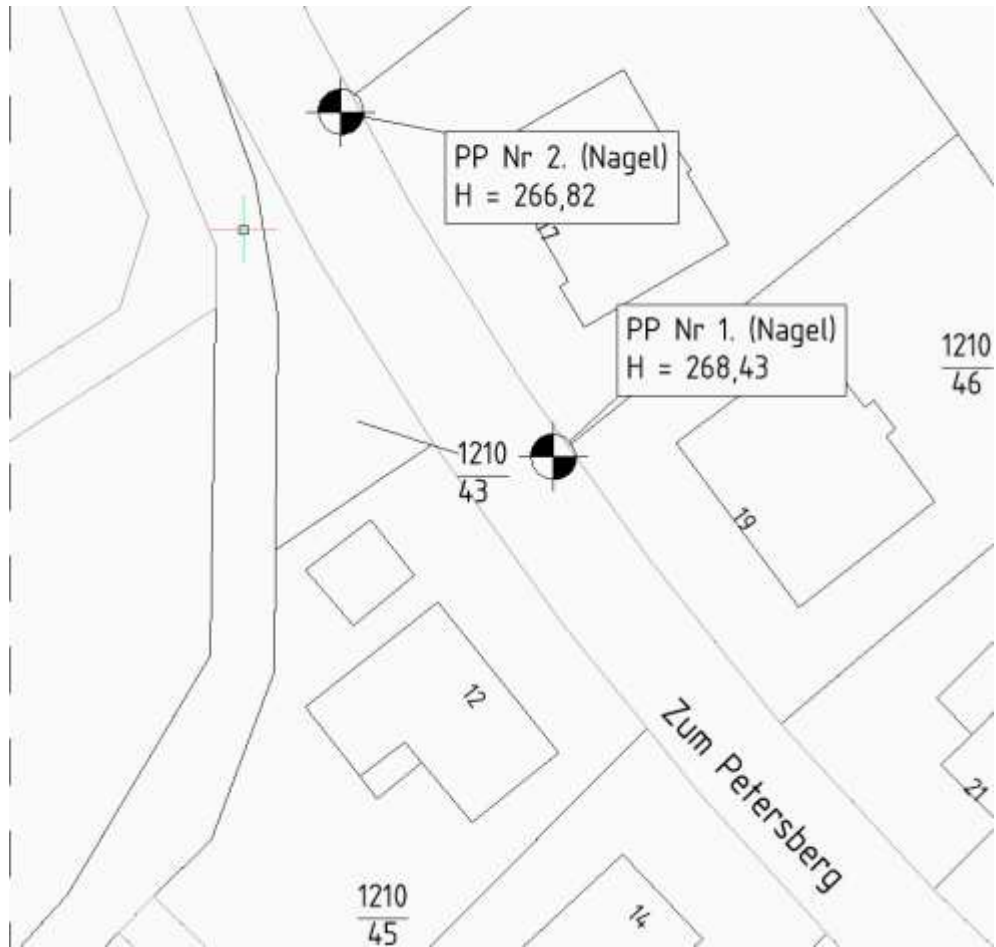 PP Nr 2. (Nagel)
H = 266,82
17
PP Nr 1. (Nagel)
H = 268,43
1210
46
1210
43
19
12
Zum Petersberg
21
1210
45
14